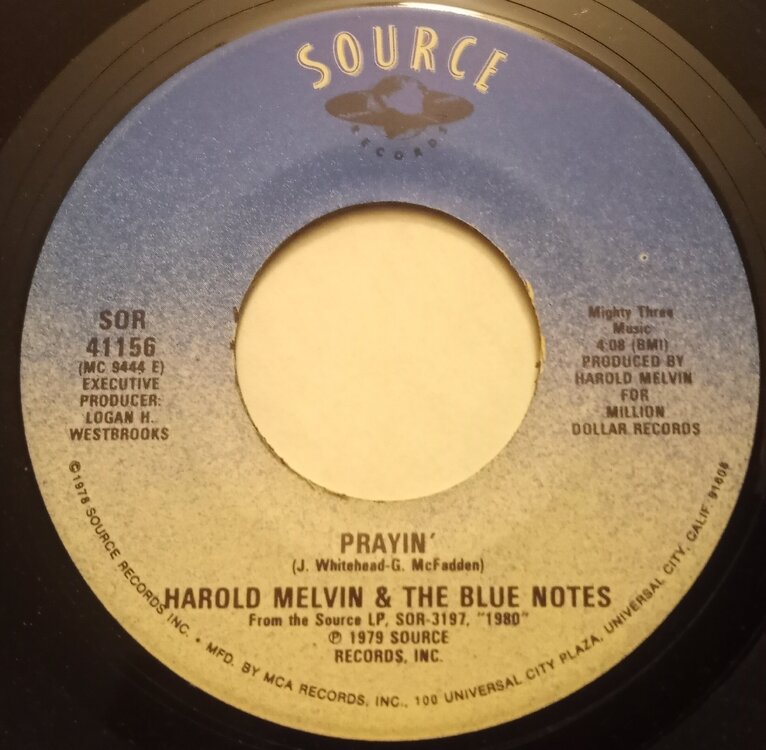 SOURCE
RECORDS
SOR
41156
(MC 9444 E)
EXECUTIVE
PRODUCER:
LOGAN H.
WESTBROOKS
Mighty Three
Music
4:08 (BMI)
PRODUCED BY
HAROLD MELVIN
FOR
MILLION
DOLLAR RECORDS
PRAYIN'
(J. Whitehead-G. McFadden)
HAROLD MELVIN & THE BLUE NOTES
From the Source LP, SOR-3197, "1980"
℗ 1979 SOURCE
RECORDS, INC.
©1978 SOURCE RECORDS, INC. • MFD. BY MCA RECORDS, INC., 100 UNIVERSAL CITY PLAZA, UNIVERSAL CITY, CALIF. 91608